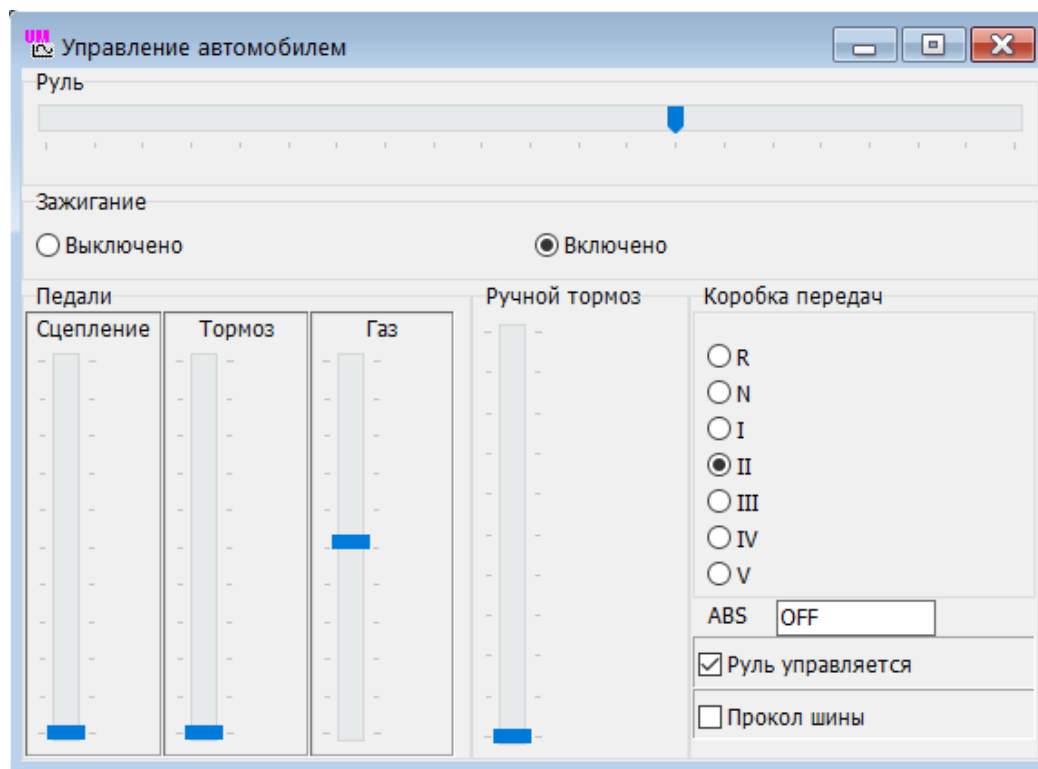 UM
Управление автомобилем
Руль
Зажигание
Выключено
Включено
Педали
Ручной тормоз
Коробка передач
Сцепление
Тормоз
Газ
R
N
I
II
III
IV
V
ABS
OFF
Руль управляется
Прокол шины